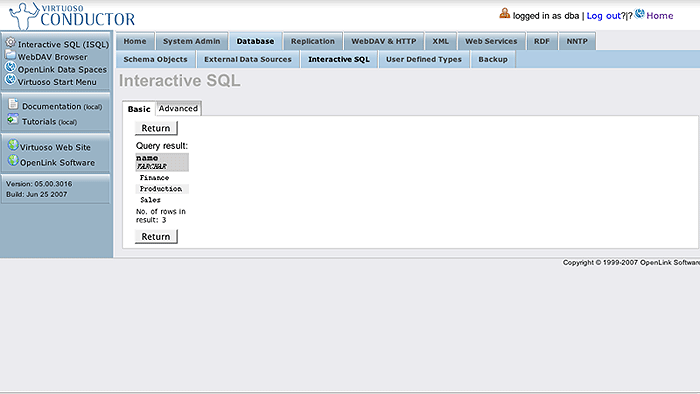 VIRTUOSO
CONDUCTOR
logged in as dba | Log out?|? Home
Interactive SQL (ISQL)
WebDAV Browser
OpenLink Data Spaces
Virtuoso Start Menu
Documentation (local)
Tutorials (local)
Virtuoso Web Site
OpenLink Software
Version: 05.00.3016
Build: Jun 25 2007
Home System Admin Database Replication WebDAV & HTTP XML Web Services RDF NNTP
Schema Objects External Data Sources Interactive SQL User Defined Types Backup
Interactive SQL
Basic Advanced
Return
Query result:
name
VARCHAR
Finance
Production
Sales
No. of rows in
result: 3
Return
Copyright © 1999-2007 OpenLink Software